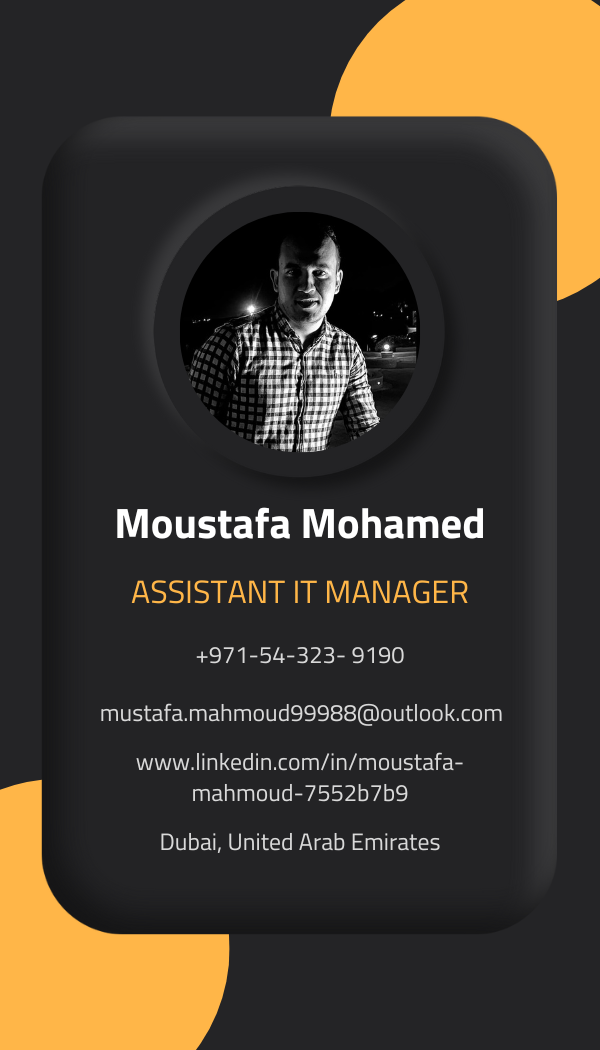 Moustafa Mohamed
ASSISTANT IT MANAGER
+971-54-323- 9190
mustafa.mahmoud99988@outlook.com
www.linkedin.com/in/moustafa-
mahmoud-7552b7b9
Dubai, United Arab Emirates